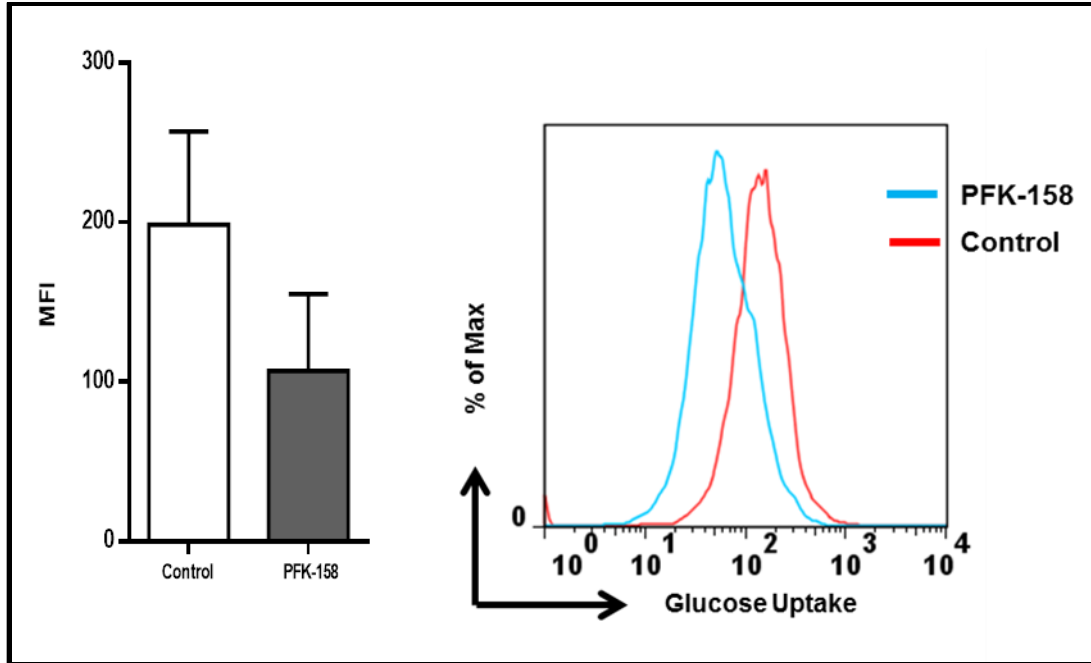 300
200
100
0
MFI
Control PFK-158
% of Max
0
10^0 10^1 10^2 10^3 10^4
Glucose Uptake
PFK-158
Control